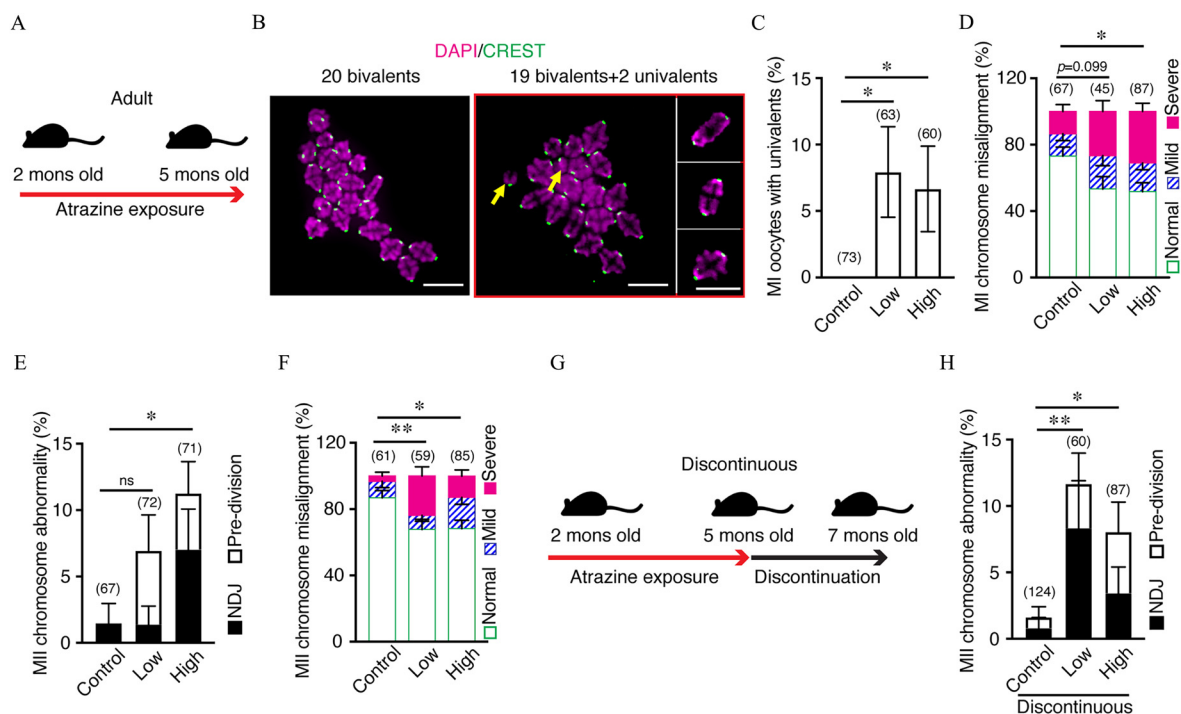 A
Adult
2 mons old
5 mons old
Atrazine exposure
B
DAPI/CREST
20 bivalents
19 bivalents+2 univalents
C
MI oocytes with univalents (%)
15
10
5
0
*
*
(73)
(63)
(60)
Control
Low
High
D
MI chromosome misalignment (%)
120
80
40
0
*
p=0.099
(67)
(45)
(87)
Control
Low
High
Normal
Mild
Severe
E
MII chromosome abnormality (%)
15
10
5
0
*
ns
(67)
(72)
(71)
Control
Low
High
NDJ
Pre-division
F
MII chromosome misalignment (%)
120
80
40
0
*
**
(61)
(59)
(85)
Control
Low
High
Normal
Mild
Severe
G
Discontinuous
2 mons old
5 mons old
7 mons old
Atrazine exposure
Discontinuation
H
MII chromosome abnormality (%)
15
10
5
0
*
**
(124)
(60)
(87)
Control
Low
High
Discontinuous
NDJ
Pre-division